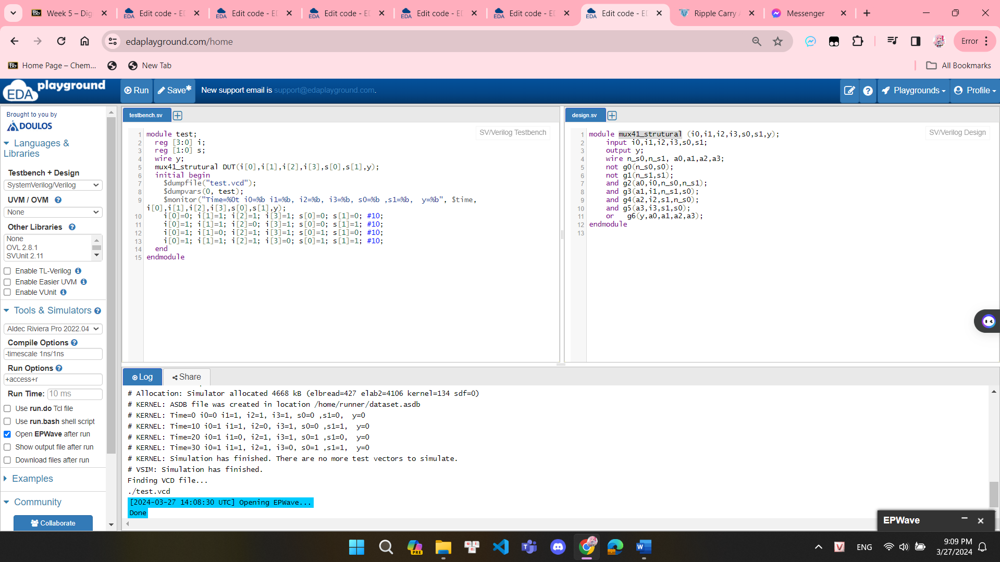 Week 5 – Dig
Edit code - ED
Edit code - ED
Edit code - ED
Edit code - ED
Edit code - ED
Edit code - ED
Ripple Carry A
Messenger
edaplayground.com/home
Error
Home Page – Chem...
New Tab
All Bookmarks
EDA playground
Run
Save*
New support email is support@edaplayground.com.
Playgrounds
Profile
Brought to you by
DOULOS
Languages & Libraries
Testbench + Design
SystemVerilog/Verilog
UVM / OVM
None
Other Libraries
None
OVL 2.8.1
SVUnit 2.11
Enable TL-Verilog
Enable Easier UVM
Enable VUnit
Tools & Simulators
Aldec Riviera Pro 2022.04
Compile Options
-timescale 1ns/1ns
Run Options
+access+r
Run Time: 10 ms
Use run.do Tcl file
Use run.bash shell script
Open EPWave after run
Show output file after run
Download files after run
Examples
Community
Collaborate
testbench.sv
SV/Verilog Testbench
1 module test;
2 reg [3:0] i;
3 reg [1:0] s;
4 wire y;
5 mux41_strutural DUT(i[0],i[1],i[2],i[3],s[0],s[1],y);
6 initial begin
7 $dumpfile("test.vcd");
8 $dumpvars(0, test);
9 $monitor("Time=%0t i0=%b i1=%b, i2=%b, i3=%b, s0=%b ,s1=%b,  y=%b", $time,
i[0],i[1],i[2],i[3],s[0],s[1],y);
10 i[0]=0; i[1]=1; i[2]=1; i[3]=1; s[0]=0; s[1]=0; #10;
11 i[0]=1; i[1]=1; i[2]=0; i[3]=1; s[0]=0; s[1]=1; #10;
12 i[0]=1; i[1]=0; i[2]=1; i[3]=1; s[0]=1; s[1]=0; #10;
13 i[0]=1; i[1]=1; i[2]=1; i[3]=0; s[0]=1; s[1]=1; #10;
14 end
15 endmodule
design.sv
SV/Verilog Design
1 module mux41_strutural (i0,i1,i2,i3,s0,s1,y);
2 input i0,i1,i2,i3,s0,s1;
3 output y;
4 wire n_s0,n_s1, a0,a1,a2,a3;
5 not g0(n_s0,s0);
6 not g1(n_s1,s1);
7 and g2(a0,i0,n_s0,n_s1);
8 and g3(a1,i1,n_s1,s0);
9 and g4(a2,i2,s1,n_s0);
10 and g5(a3,i3,s1,s0);
11 or   g6(y,a0,a1,a2,a3);
12 endmodule
13
Log
Share
# Allocation: Simulator allocated 4668 kB (elbread=427 elab2=4106 kernel=134 sdf=0)
# KERNEL: ASDB file was created in location /home/runner/dataset.asdb
# KERNEL: Time=0 i0=0 i1=1, i2=1, i3=1, s0=0 ,s1=0,  y=0
# KERNEL: Time=10 i0=1 i1=1, i2=0, i3=1, s0=0 ,s1=1,  y=0
# KERNEL: Time=20 i0=1 i1=0, i2=1, i3=1, s0=1 ,s1=0,  y=0
# KERNEL: Time=30 i0=1 i1=1, i2=1, i3=0, s0=1 ,s1=1,  y=0
# KERNEL: Simulation has finished. There are no more test vectors to simulate.
# VSIM: Simulation has finished.
Finding VCD file...
./test.vcd
[2024-03-27 14:08:30 UTC] Opening EPWave...
Done
EPWave
ENG
9:09 PM
3/27/2024